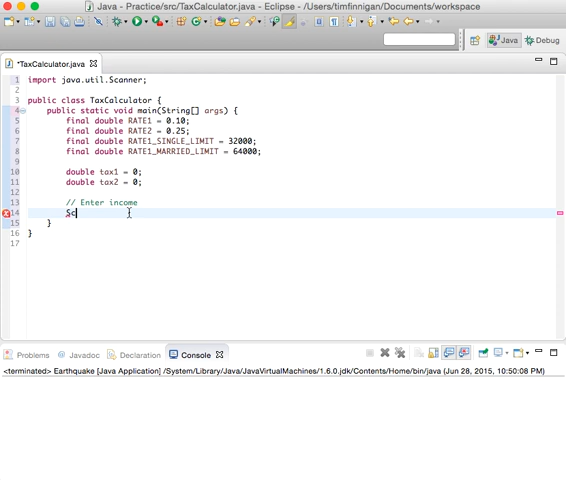 Java - Practice/src/TaxCalculator.java - Eclipse - /Users/timfinnigan/Documents/workspace
Java Debug
*TaxCalculator.java
1 import java.util.Scanner;
2
3 public class TaxCalculator {
4 public static void main(String[] args) {
5 final double RATE1 = 0.10;
6 final double RATE2 = 0.25;
7 final double RATE1_SINGLE_LIMIT = 32000;
8 final double RATE1_MARRIED_LIMIT = 64000;
9
10 double tax1 = 0;
11 double tax2 = 0;
12
13 // Enter income
14 Sc
15 }
16 }
17
Problems @ Javadoc Declaration Console
<terminated> Earthquake [Java Application] /System/Library/Java/JavaVirtualMachines/1.6.0.jdk/Contents/Home/bin/java (Jun 28, 2015, 10:50:08 PM)